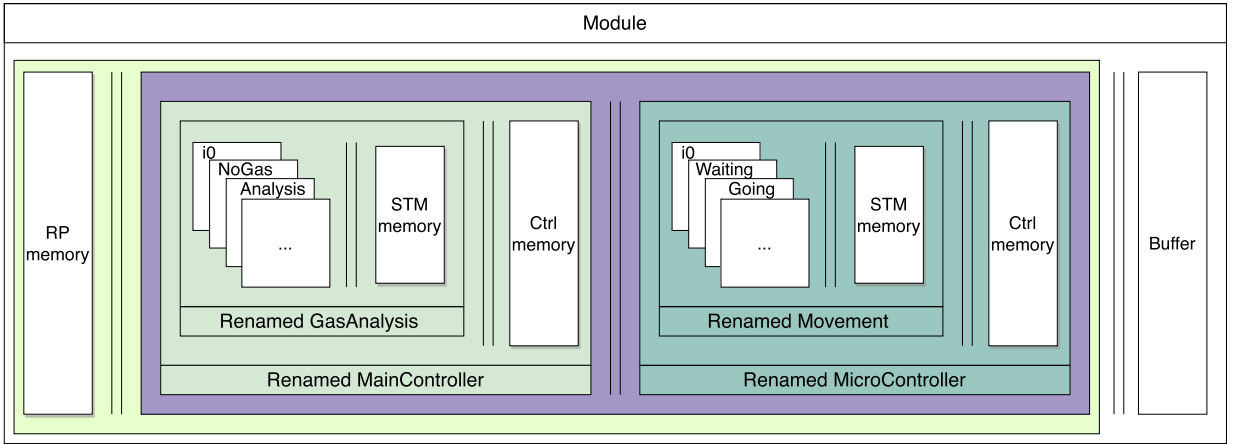 Module
RP
memory
i0
NoGas
Analysis
...
STM
memory
Ctrl
memory
Renamed GasAnalysis
Renamed MainController
i0
Waiting
Going
...
STM
memory
Ctrl
memory
Renamed Movement
Renamed MicroController
Buffer